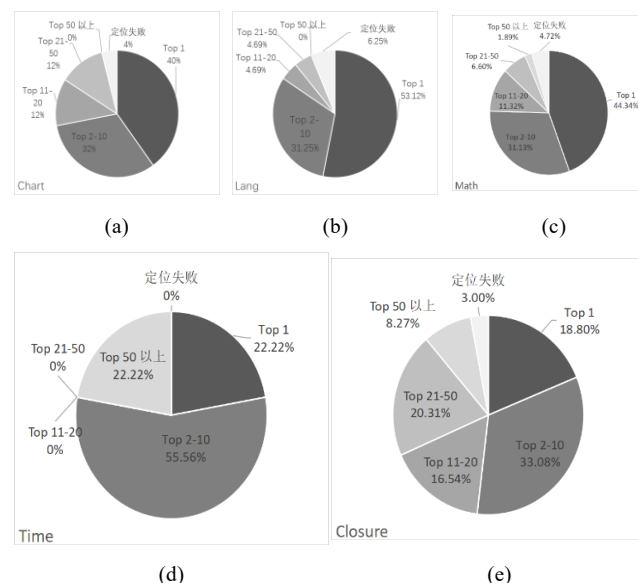 Top 50 以上
0%
定位失败
4%
Top 1
40%
Top 21-
50
12%
Top 11-
20
12%
Top 2-10
32%
Chart
Top 50 以上
0%
定位失败
6.25%
Top 21-50
4.69%
Top 11-20
4.69%
Top 1
53.12%
Top 2-
10
31.25%
Lang
Top 50 以上
1.89%
定位失败
4.72%
Top 21-50
6.60%
Top 11-20
11.32%
Top 1
44.34%
Top 2-10
31.13%
Math
(a)
(b)
(c)
定位失败
0%
Top 1
22.22%
Top 50 以上
22.22%
Top 21-50
0%
Top 11-20
0%
Top 2-10
55.56%
Time
定位失败
3.00%
Top 50 以上
8.27%
Top 1
18.80%
Top 21-50
20.31%
Top 11-20
16.54%
Top 2-10
33.08%
Closure
(d)
(e)